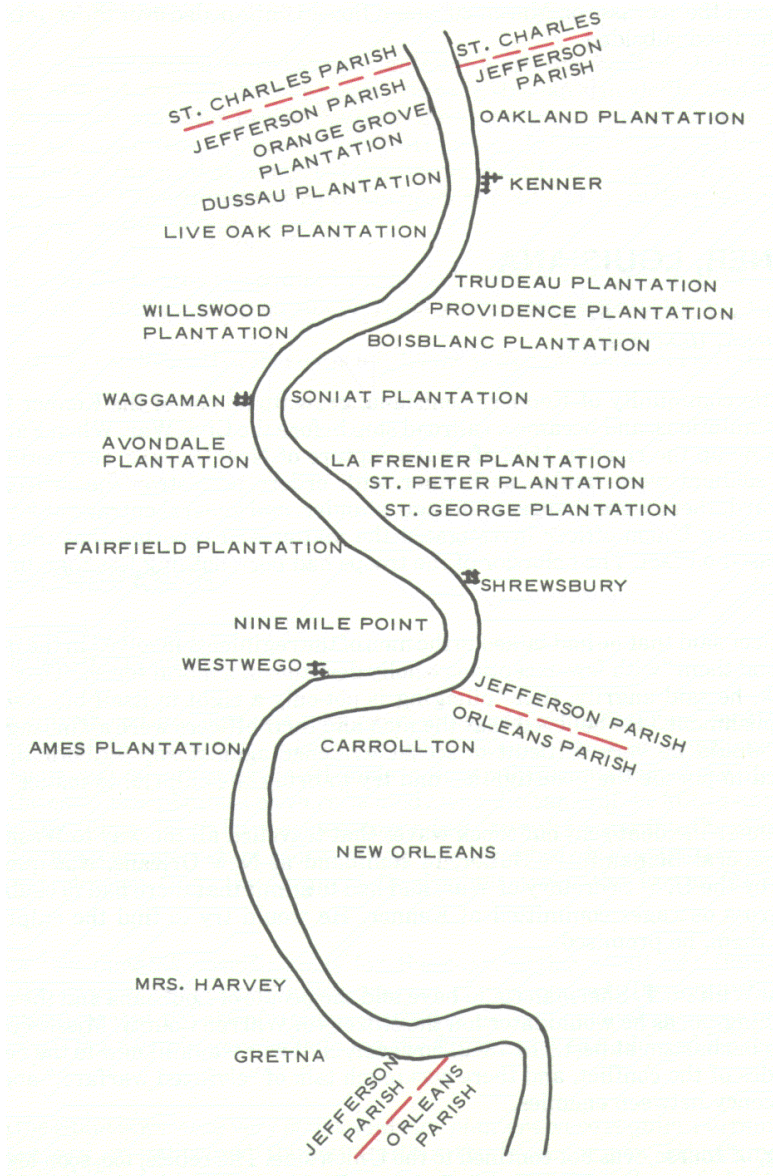 ST. CHARLES PARISH
JEFFERSON PARISH
ORANGE GROVE
PLANTATION
ST. CHARLES
JEFFERSON
PARISH
OAKLAND PLANTATION
DUSSAU PLANTATION
KENNER
LIVE OAK PLANTATION
TRUDEAU PLANTATION
PROVIDENCE PLANTATION
WILLSWOOD
PLANTATION
BOISBLANC PLANTATION
WAGGAMAN
SONIAT PLANTATION
AVONDALE
PLANTATION
LA FRENIER PLANTATION
ST. PETER PLANTATION
ST. GEORGE PLANTATION
FAIRFIELD PLANTATION
SHREWSBURY
NINE MILE POINT
WESTWEGO
JEFFERSON PARISH
ORLEANS PARISH
AMES PLANTATION
CARROLLTON
NEW ORLEANS
MRS. HARVEY
GRETNA
JEFFERSON
PARISH
ORLEANS
PARISH